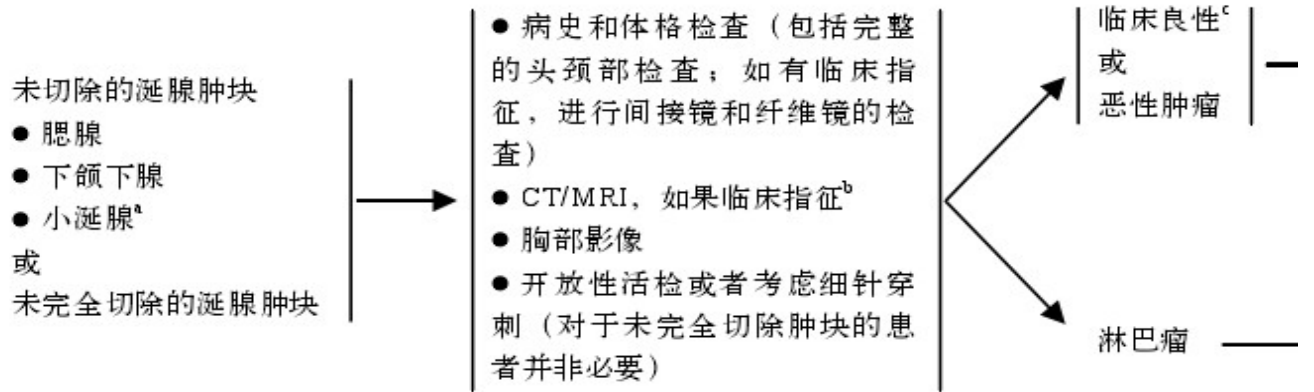 未切除的涎腺肿块
● 腮腺
● 下颌下腺
● 小涎腺a
或
未完全切除的涎腺肿块
● 病史和体格检查（包括完整
的头颈部检查；如有临床指
征，进行间接镜和纤维镜的检
查）
● CT/MRI，如果临床指征b
● 胸部影像
● 开放性活检或者考虑细针穿
刺（对于未完全切除肿块的患
者并非必要）
临床良性c
或
恶性肿瘤
淋巴瘤